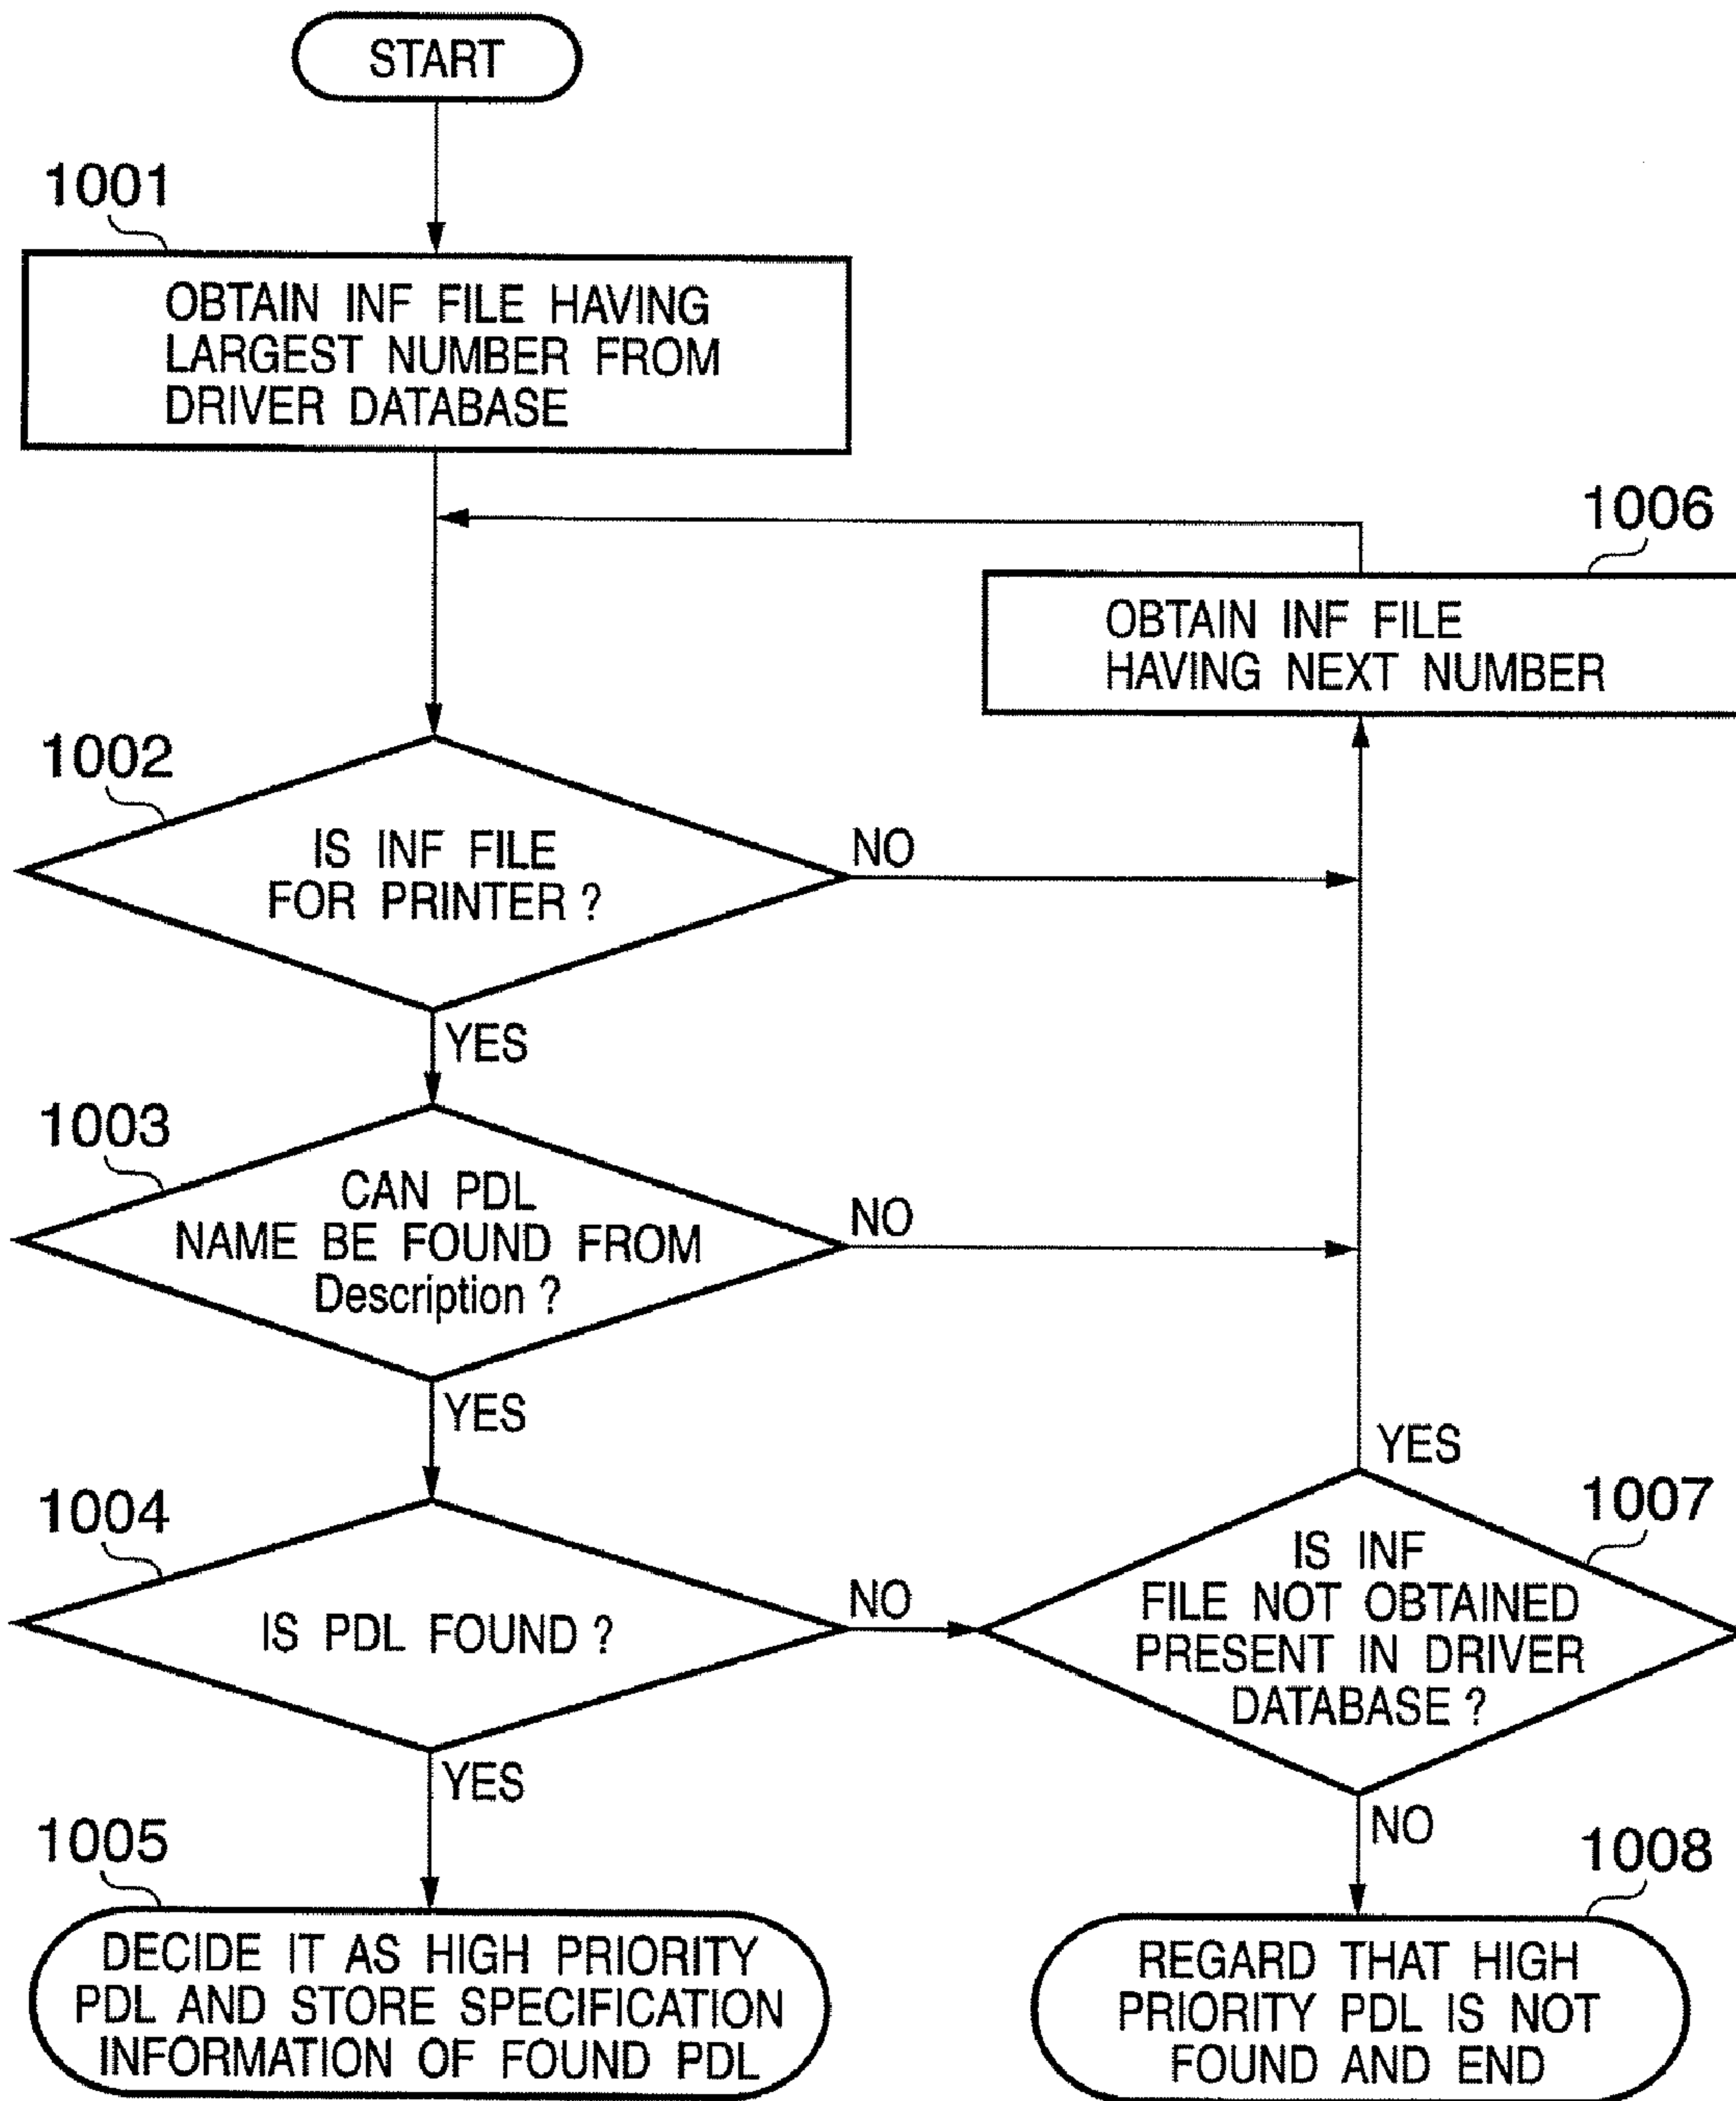 START
1001
OBTAIN INF FILE HAVING
LARGEST NUMBER FROM
DRIVER DATABASE
1006
OBTAIN INF FILE
HAVING NEXT NUMBER
1002
IS INF FILE
FOR PRINTER ?
NO
YES
1003
CAN PDL
NAME BE FOUND FROM
Description ?
NO
YES
1004
IS PDL FOUND ?
NO
YES
1007
IS INF
FILE NOT OBTAINED
PRESENT IN DRIVER
DATABASE ?
YES
NO
1005
DECIDE IT AS HIGH PRIORITY
PDL AND STORE SPECIFICATION
INFORMATION OF FOUND PDL
1008
REGARD THAT HIGH
PRIORITY PDL IS NOT
FOUND AND END